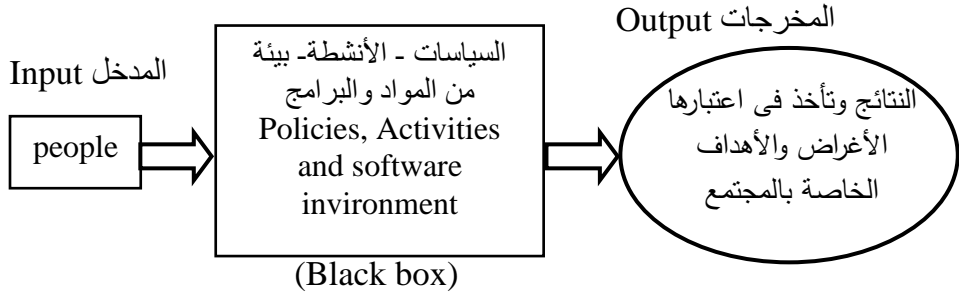 المخرجات Output
المدخل Input
people
السياسات - الأنشطة- بيئة
من المواد والبرامج
Policies, Activities
and software
invironment
(Black box)
النتائج وتأخذ فى اعتبارها
الأغراض والأهداف
الخاصة بالمجتمع